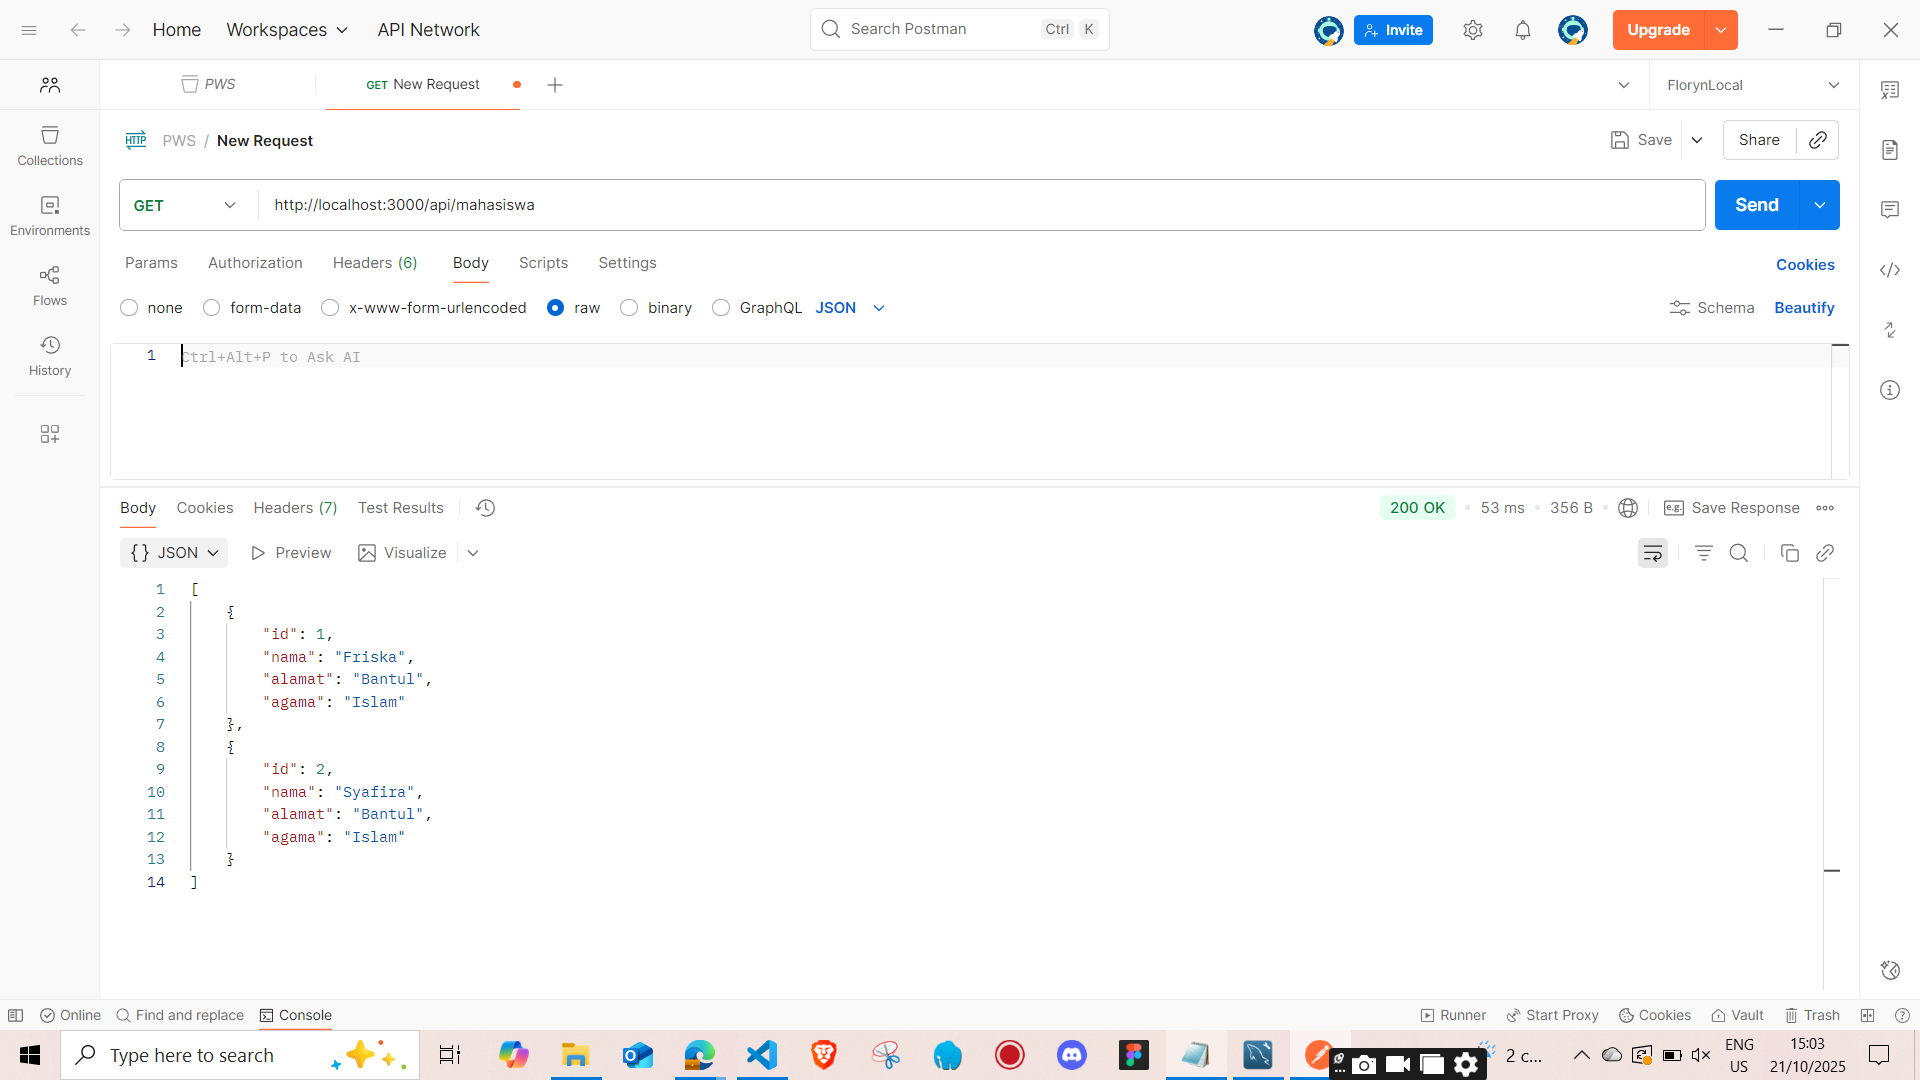 Home Workspaces API Network Search Postman Ctrl K Invite Upgrade
PWS GET New Request FlorynLocal
HTTP PWS / New Request Save Share
GET http://localhost:3000/api/mahasiswa Send
Params Authorization Headers (6) Body Scripts Settings Cookies
none form-data x-www-form-urlencoded raw binary GraphQL JSON Schema Beautify
1 Ctrl+Alt+P to Ask AI
Collections
Environments
Flows
History
Body Cookies Headers (7) Test Results 200 OK • 53 ms • 356 B • e.g. Save Response
{} JSON Preview Visualize
1 [
2 {
3 "id": 1,
4 "nama": "Friska",
5 "alamat": "Bantul",
6 "agama": "Islam"
7 },
8 {
9 "id": 2,
10 "nama": "Syafira",
11 "alamat": "Bantul",
12 "agama": "Islam"
13 }
14 ]
Online Find and replace Console Runner Start Proxy Cookies Vault Trash
Type here to search 2 c... ENG US 15:03 21/10/2025